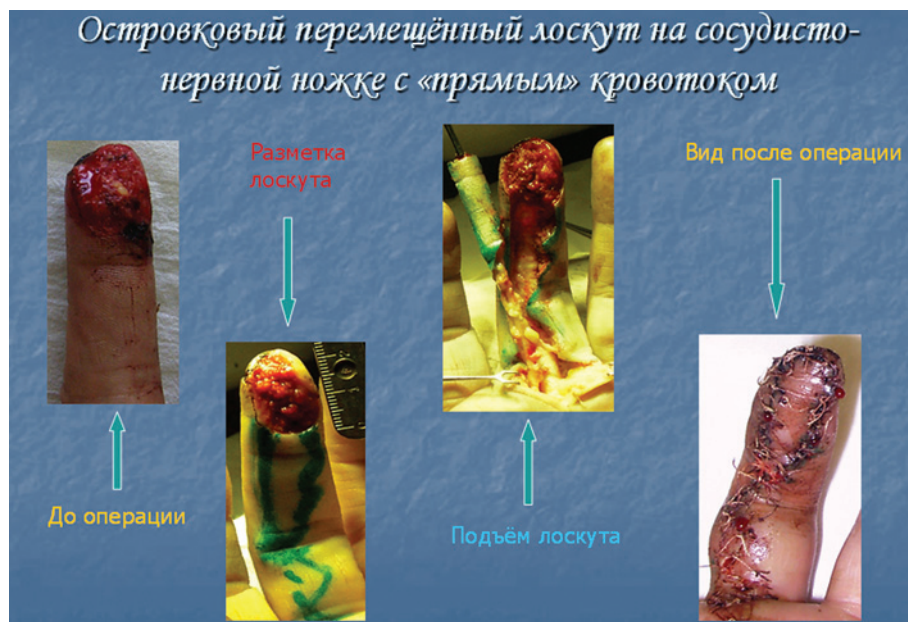 Островковый перемещённый лоскут на сосудисто-
нервной ножке с «прямым» кровотоком
Разметка
лоскута
Вид после операции
До операции
Подъём лоскута